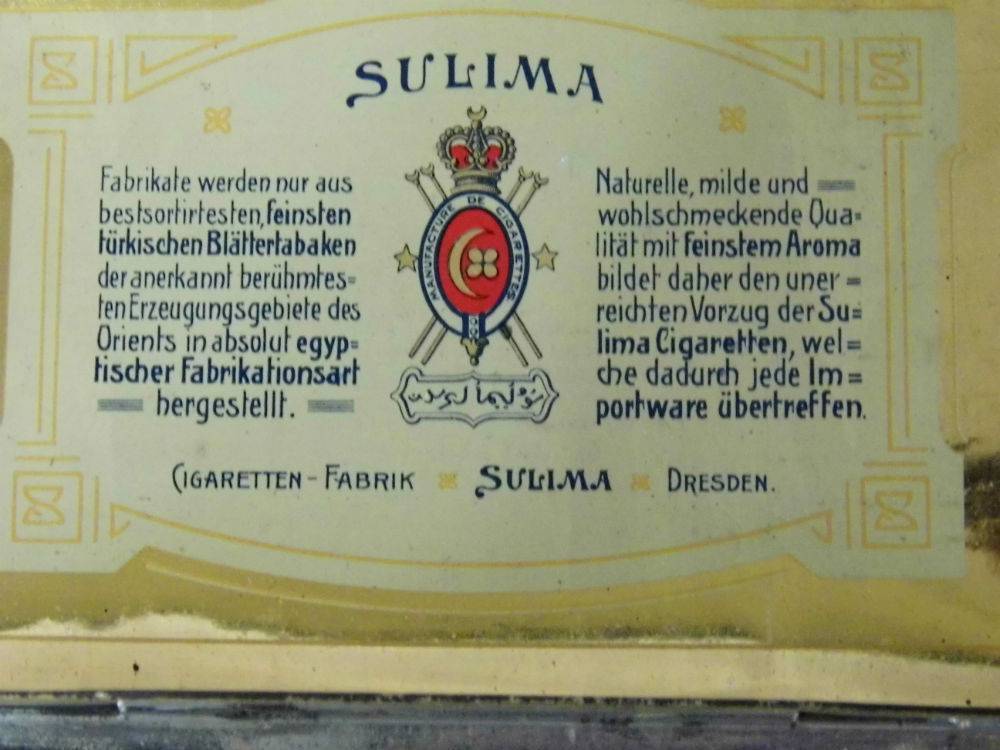 SULIMA
Fabrikate werden nur aus
bestsortirtesten, feinsten
türkischen Blättertabaken
der anerkannt berühmtes=
ten Erzeugungsgebiete des
Orients in absolut egyp=
tischer Fabrikationsart
hergestellt.
MANUFACTURE DE CIGARETTES
Naturelle, milde und
wohlschmeckende Qua=
lität mit feinstem Aroma
bildet daher den uner=
reichten Vorzug der Su=
lima Cigaretten, wel=
che dadurch jede Im=
portware übertreffen.
CIGARETTEN-FABRIK SULIMA DRESDEN.